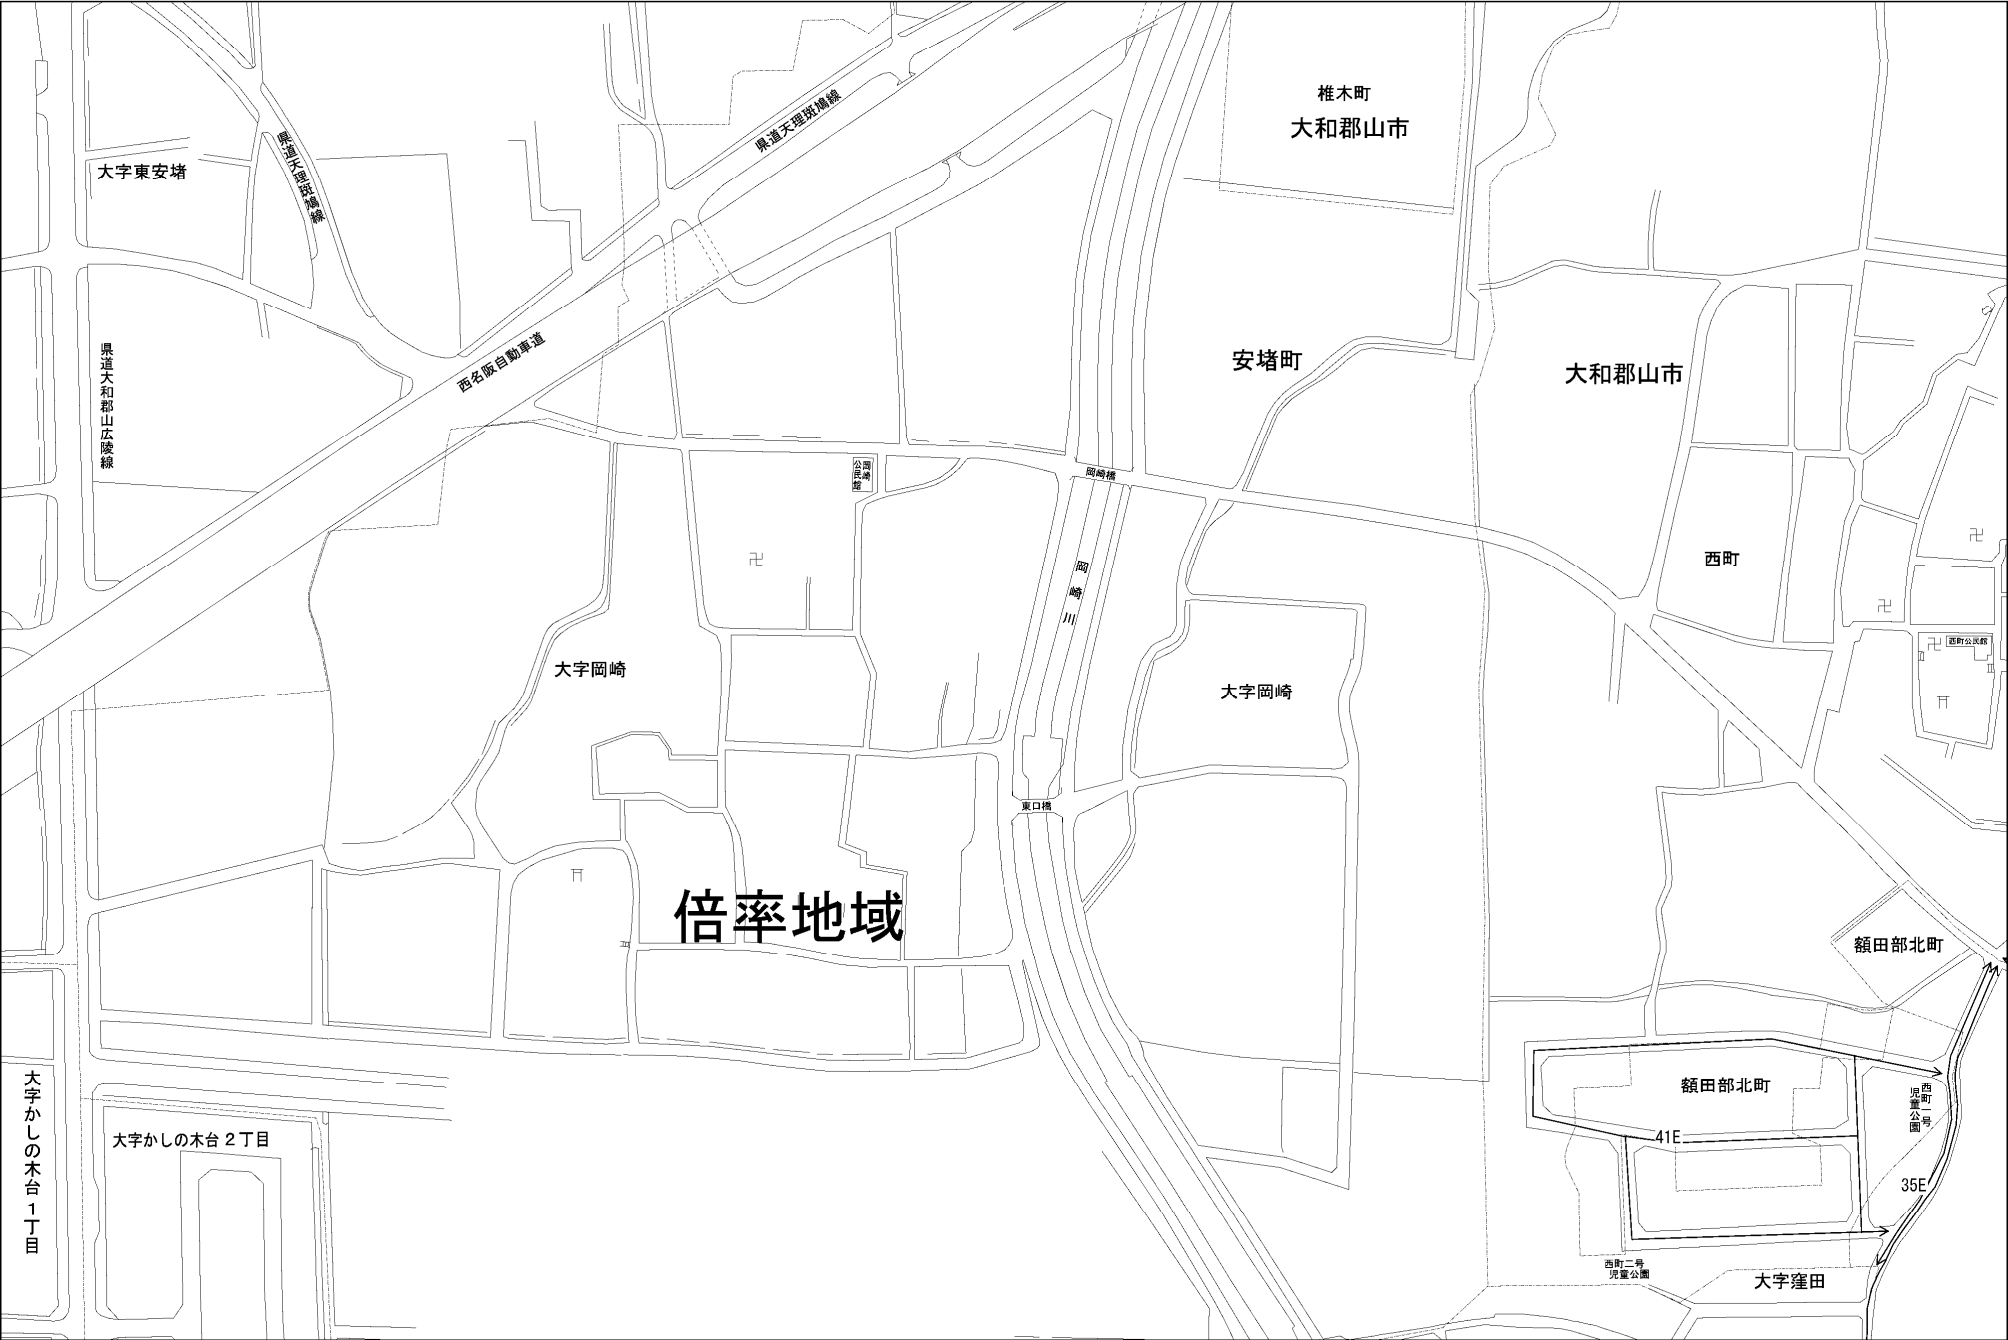 椎木町
大和郡山市
県道天理斑鳩線
県道天理斑鳩線
大字東安堵
西名阪自動車道
県道大和郡山広陵線
安堵町
大和郡山市
岡崎
公民館
岡崎橋
西町
岡崎川
西町公民館
大字岡崎
大字岡崎
東口橋
倍率地域
額田部北町
額田部北町
西町一号
児童公園
大字かしの木台1丁目
大字かしの木台2丁目
41E
35E
西町二号
児童公園
大字窪田